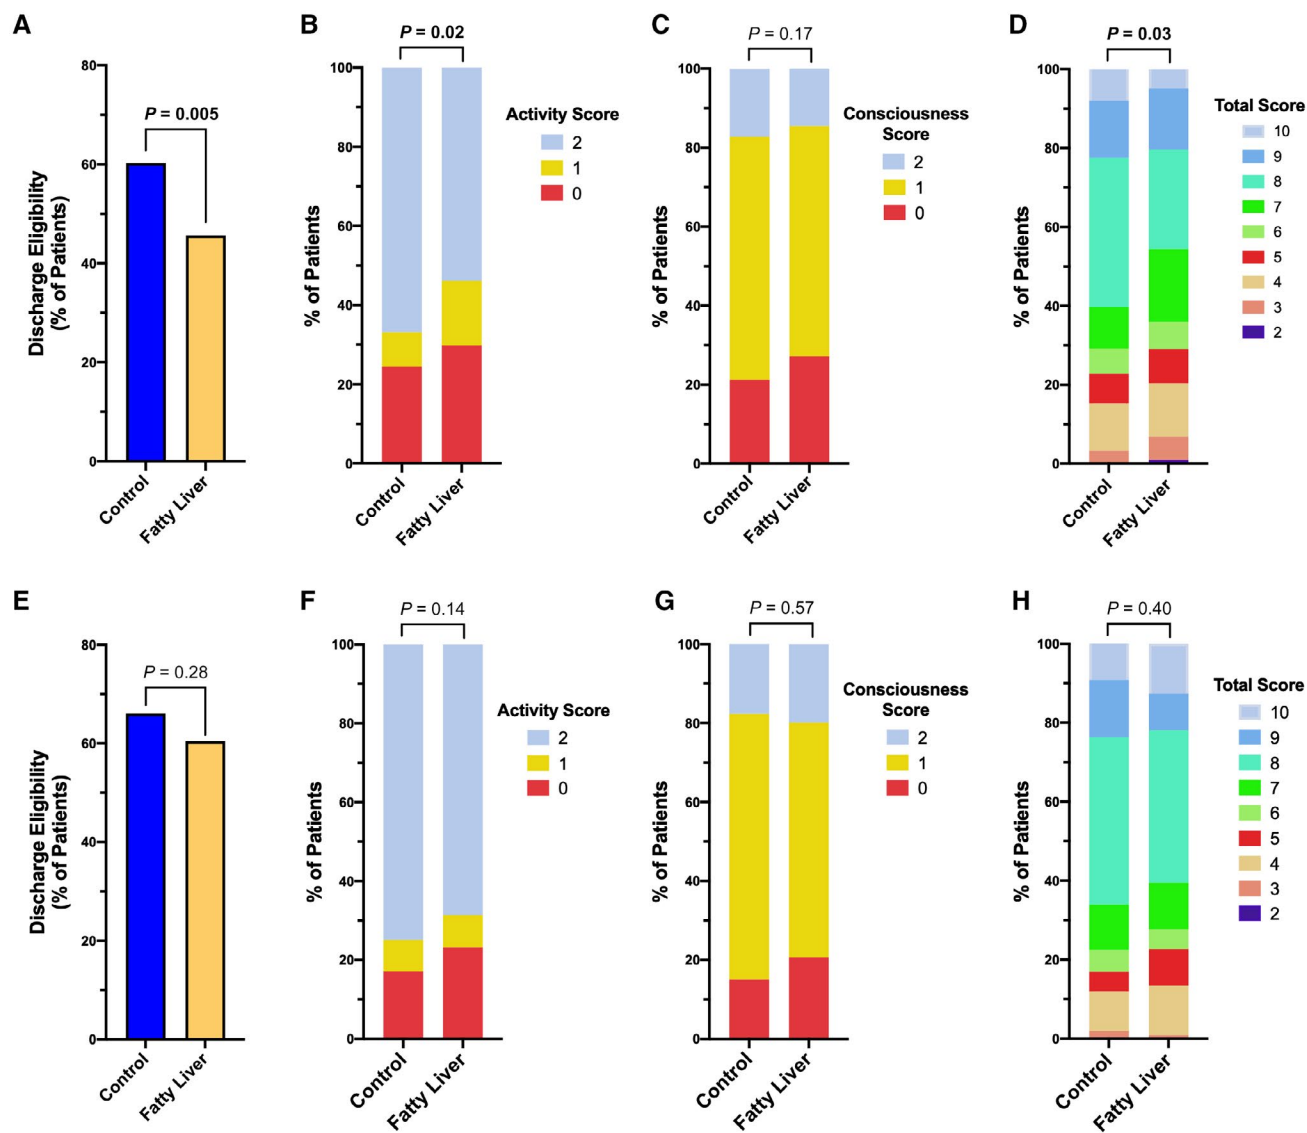 A
Discharge Eligibility
(% of Patients)
80
60
40
20
0
P = 0.005
Control
Fatty Liver
B
% of Patients
100
80
60
40
20
0
P = 0.02
Control
Fatty Liver
Activity Score
2
1
0
C
% of Patients
100
80
60
40
20
0
P = 0.17
Control
Fatty Liver
Consciousness
Score
2
1
0
D
% of Patients
100
80
60
40
20
0
P = 0.03
Control
Fatty Liver
Total Score
10
9
8
7
6
5
4
3
2
E
Discharge Eligibility
(% of Patients)
80
60
40
20
0
P = 0.28
Control
Fatty Liver
F
% of Patients
100
80
60
40
20
0
P = 0.14
Control
Fatty Liver
Activity Score
2
1
0
G
% of Patients
100
80
60
40
20
0
P = 0.57
Control
Fatty Liver
Consciousness
Score
2
1
0
H
% of Patients
100
80
60
40
20
0
P = 0.40
Control
Fatty Liver
Total Score
10
9
8
7
6
5
4
3
2